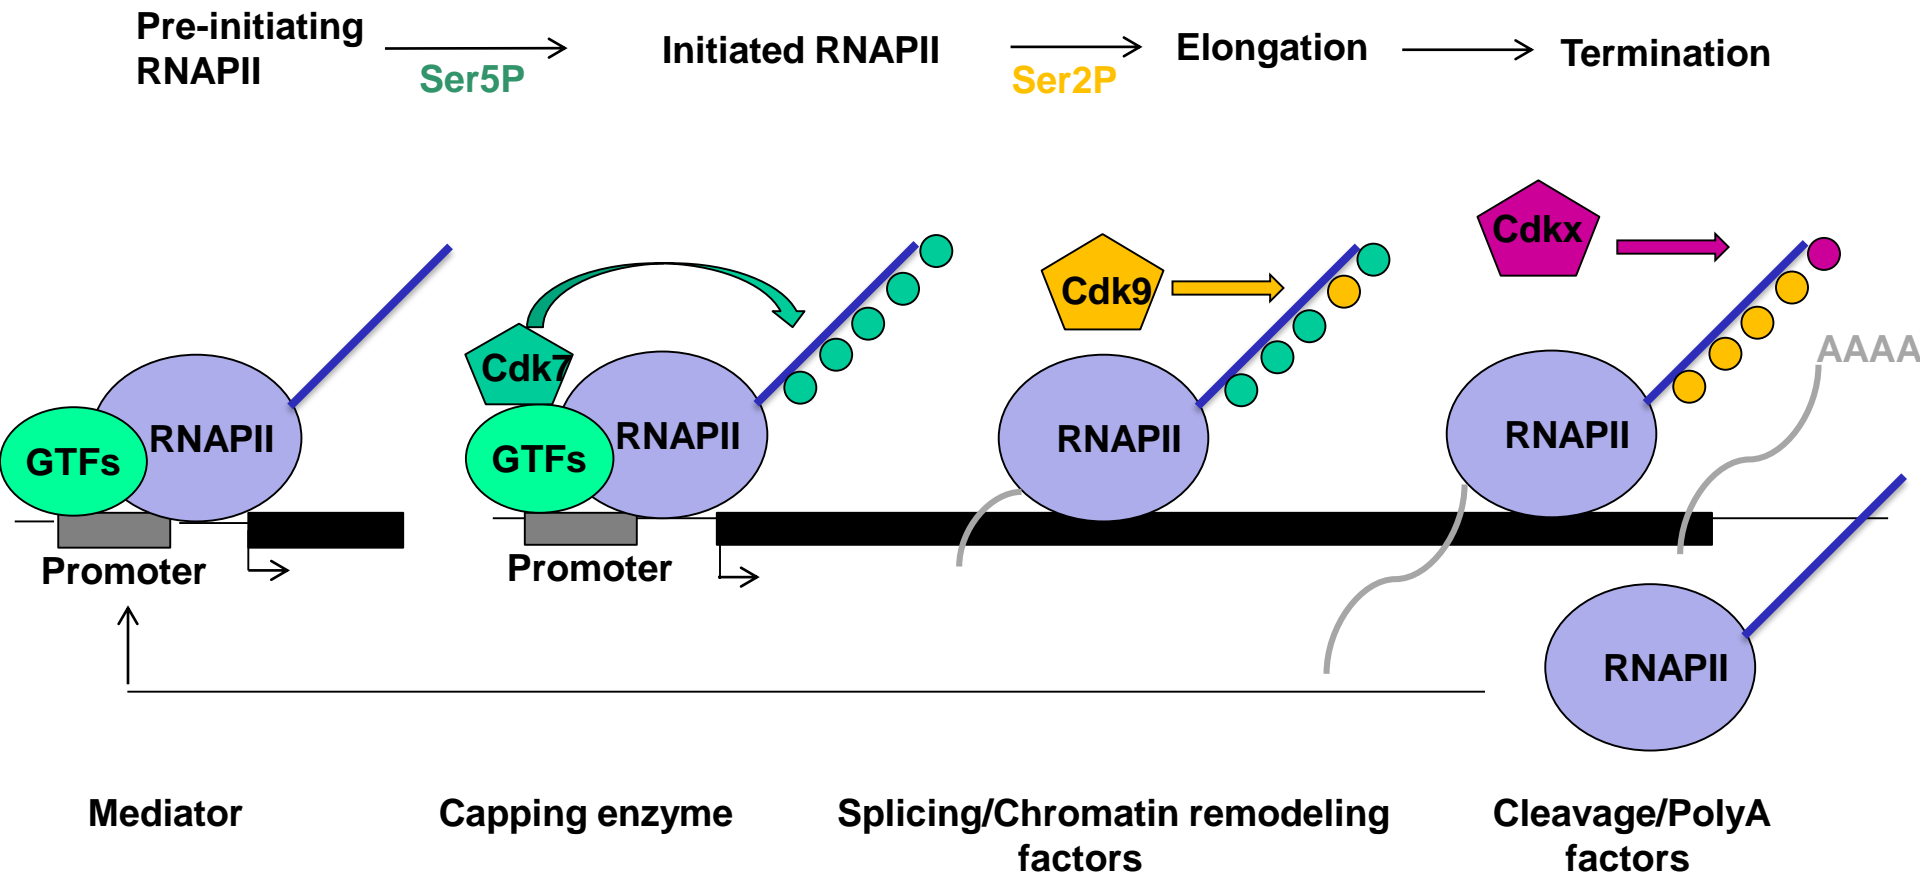 Pre-initiating
RNAPII
Ser5P
Initiated RNAPII
Ser2P
Elongation
Termination
Cdkx
Cdk9
Cdk7
AAAA
GTFs
RNAPII
GTFs
RNAPII
RNAPII
RNAPII
Promoter
Promoter
RNAPII
Mediator
Capping enzyme
Splicing/Chromatin remodeling
factors
Cleavage/PolyA
factors